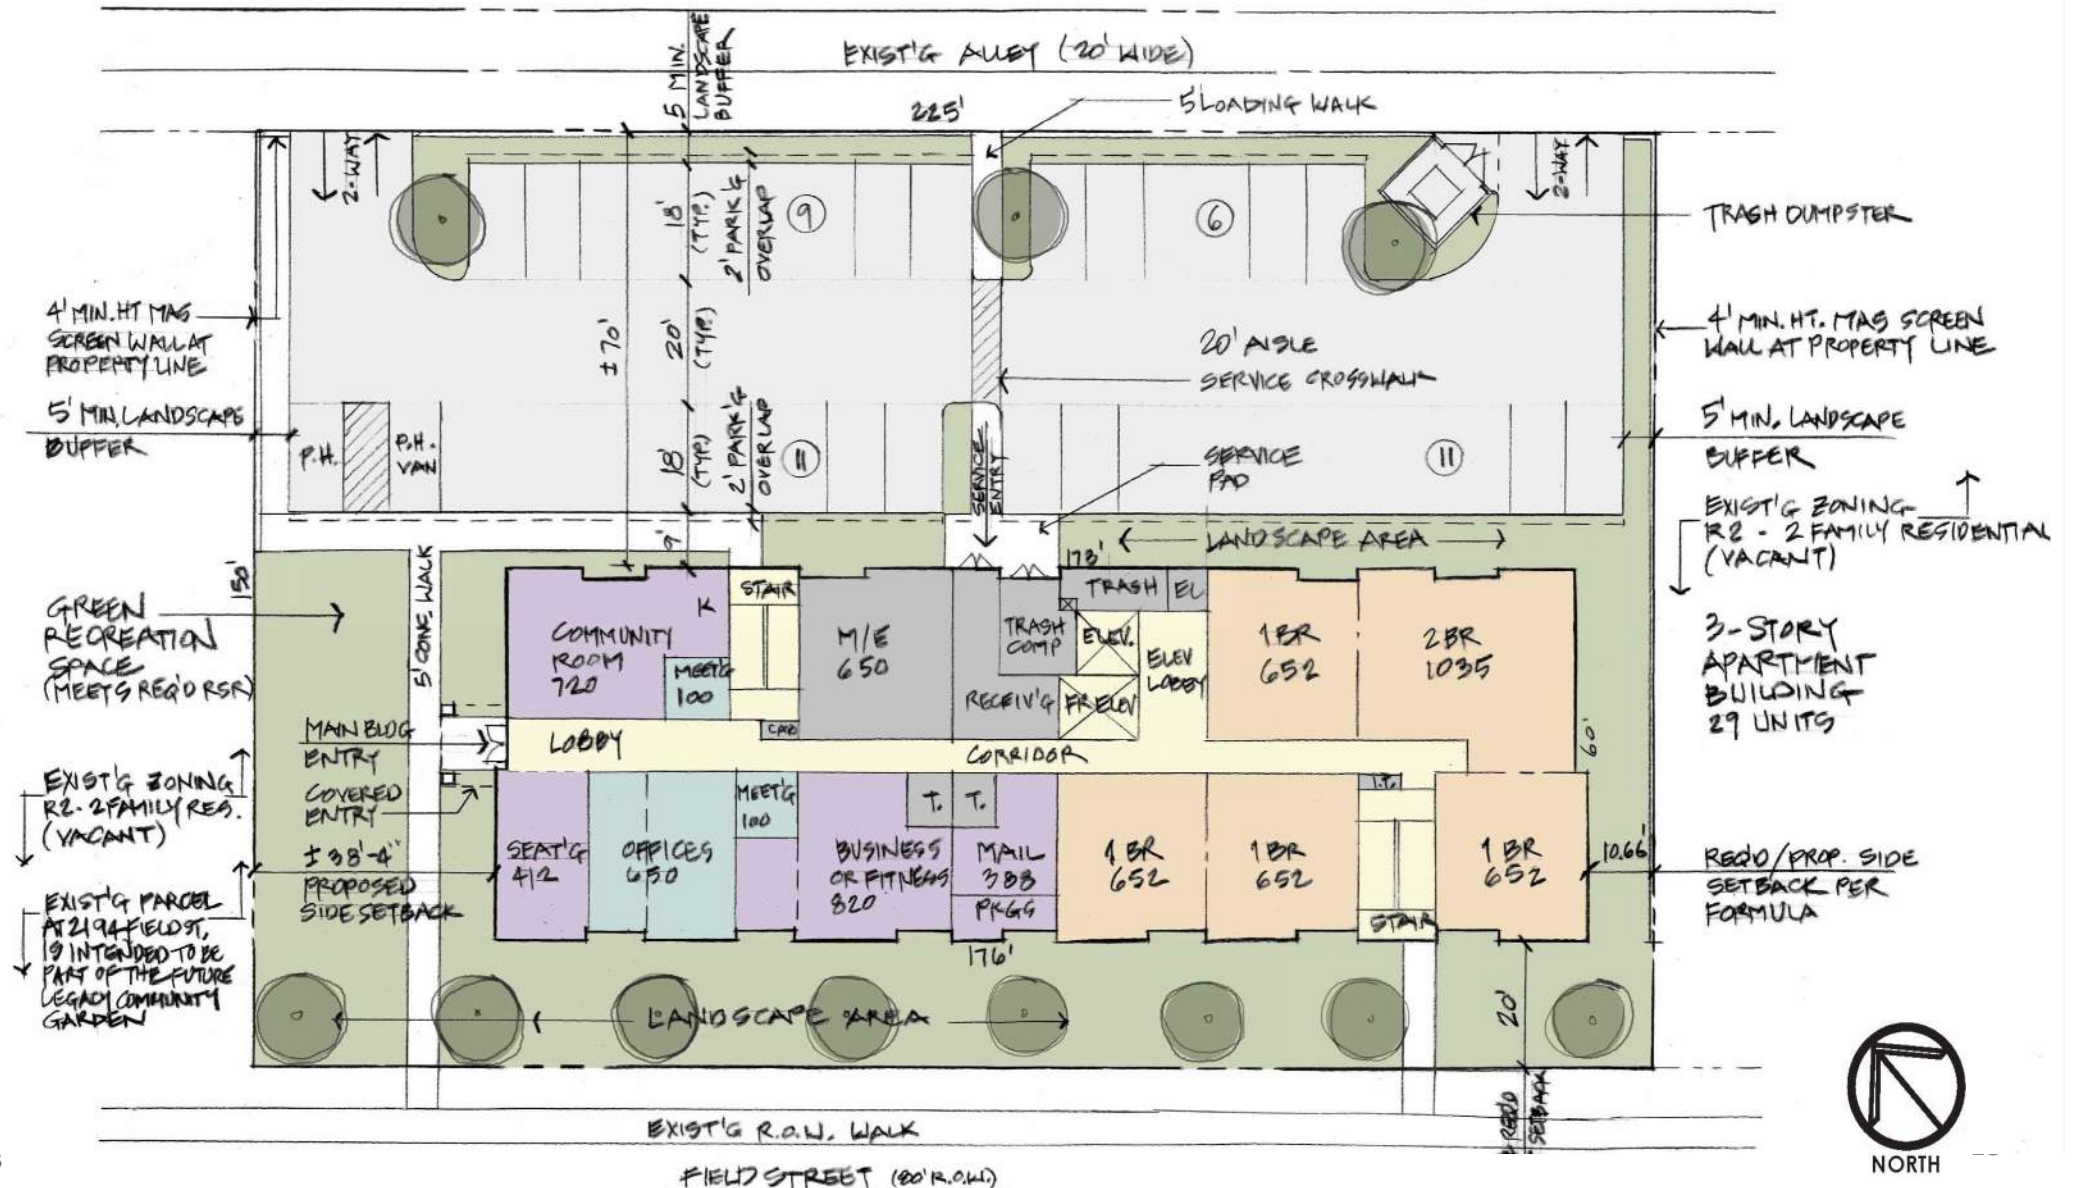 EXIST'G ALLEY (20' WIDE)
5' MIN.
LANDSCAPE
BUFFER
225'
5' LOADING WALK
2-WAY
2-WAY
18'
(TYP.)
2' PARK'G
OVERLAP
9
6
TRASH DUMPSTER
4' MIN. HT MAS
SCREEN WALL AT
PROPERTY LINE
±70'
20'
(TYP.)
20' AISLE
SERVICE CROSSWALK
4' MIN. HT. MAS SCREEN
WALL AT PROPERTY LINE
5' MIN. LANDSCAPE
BUFFER
P.H.
P.H.
VAN
18'
(TYP.)
2' PARK'G
OVERLAP
11
SERVICE
ENTRY
SERVICE
PAD
11
5' MIN. LANDSCAPE
BUFFER
EXIST'G ZONING
R2 - 2 FAMILY RESIDENTIAL
(VACANT)
9'
173'
LANDSCAPE AREA
150'
5' CONC. WALK
GREEN
RECREATION
SPACE
(MEETS REQ'D RSR)
K
COMMUNITY
ROOM
720
MEET'G
100
STAIR
M/E
650
TRASH
COMP
RECEIV'G
TRASH
EL
ELEV.
FR ELEV
ELEV
LOBBY
1 BR
652
2 BR
1035
3-STORY
APARTMENT
BUILDING
29 UNITS
60'
MAIN BLDG
ENTRY
LOBBY
CORRIDOR
EXIST'G ZONING
R2 - 2 FAMILY RES.
(VACANT)
COVERED
ENTRY
±38'-4"
PROPOSED
SIDE SETBACK
SEAT'G
412
OFFICES
650
MEET'G
100
BUSINESS
OR FITNESS
820
T.
T.
MAIL
388
PKGS
1 BR
652
1 BR
652
STAIR
1 BR
652
10.66'
REQD/PROP. SIDE
SETBACK PER
FORMULA
EXIST'G PARCEL
AT 2194 FIELD ST,
IS INTENDED TO BE
PART OF THE FUTURE
LEGACY COMMUNITY
GARDEN
176'
LANDSCAPE AREA
20'
REQ'D
SETBACK
EXIST'G R.O.W. WALK
FIELD STREET (80' R.O.W.)
NORTH